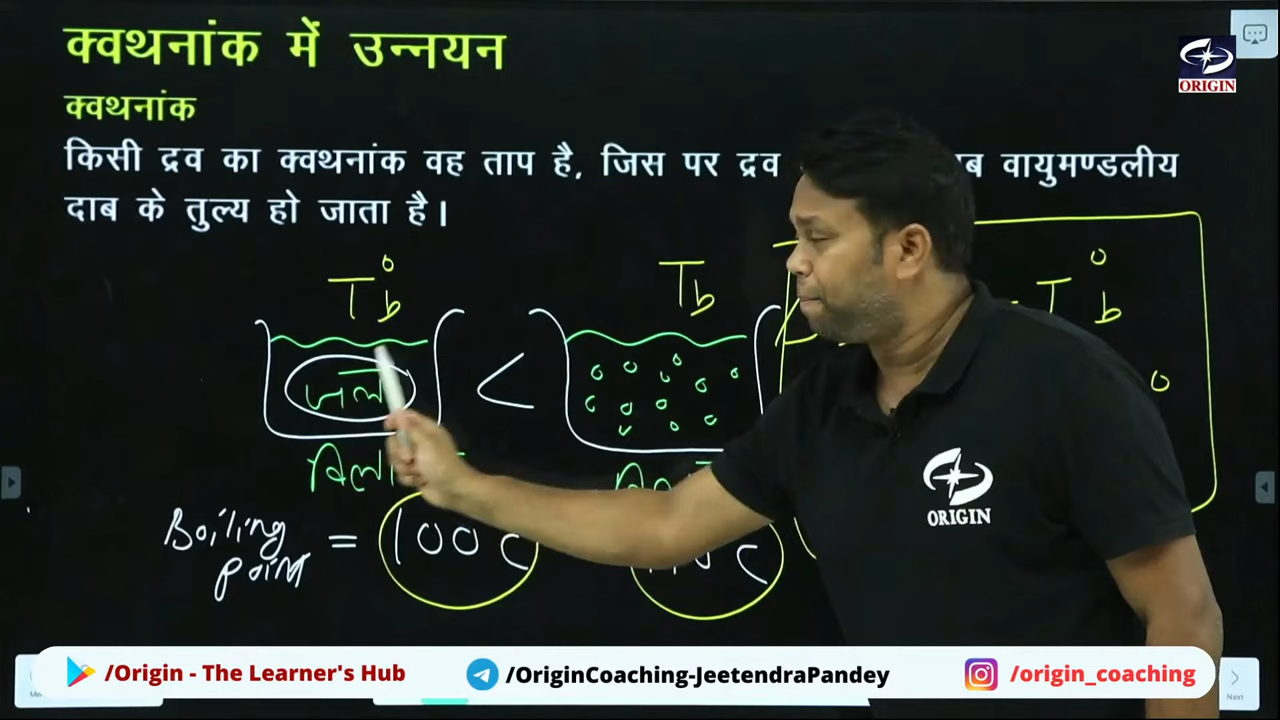 क्वथनांक में उन्नयन
ORIGIN
क्वथनांक
किसी द्रव का क्वथनांक वह ताप है, जिस पर द्रव वायुमण्डलीय
दाब के तुल्य हो जाता है।
T°b
Tb
T°b
जल
<
Boiling point = 100 C
ORIGIN
/Origin - The Learner's Hub
/OriginCoaching-JeetendraPandey
/origin_coaching
Next